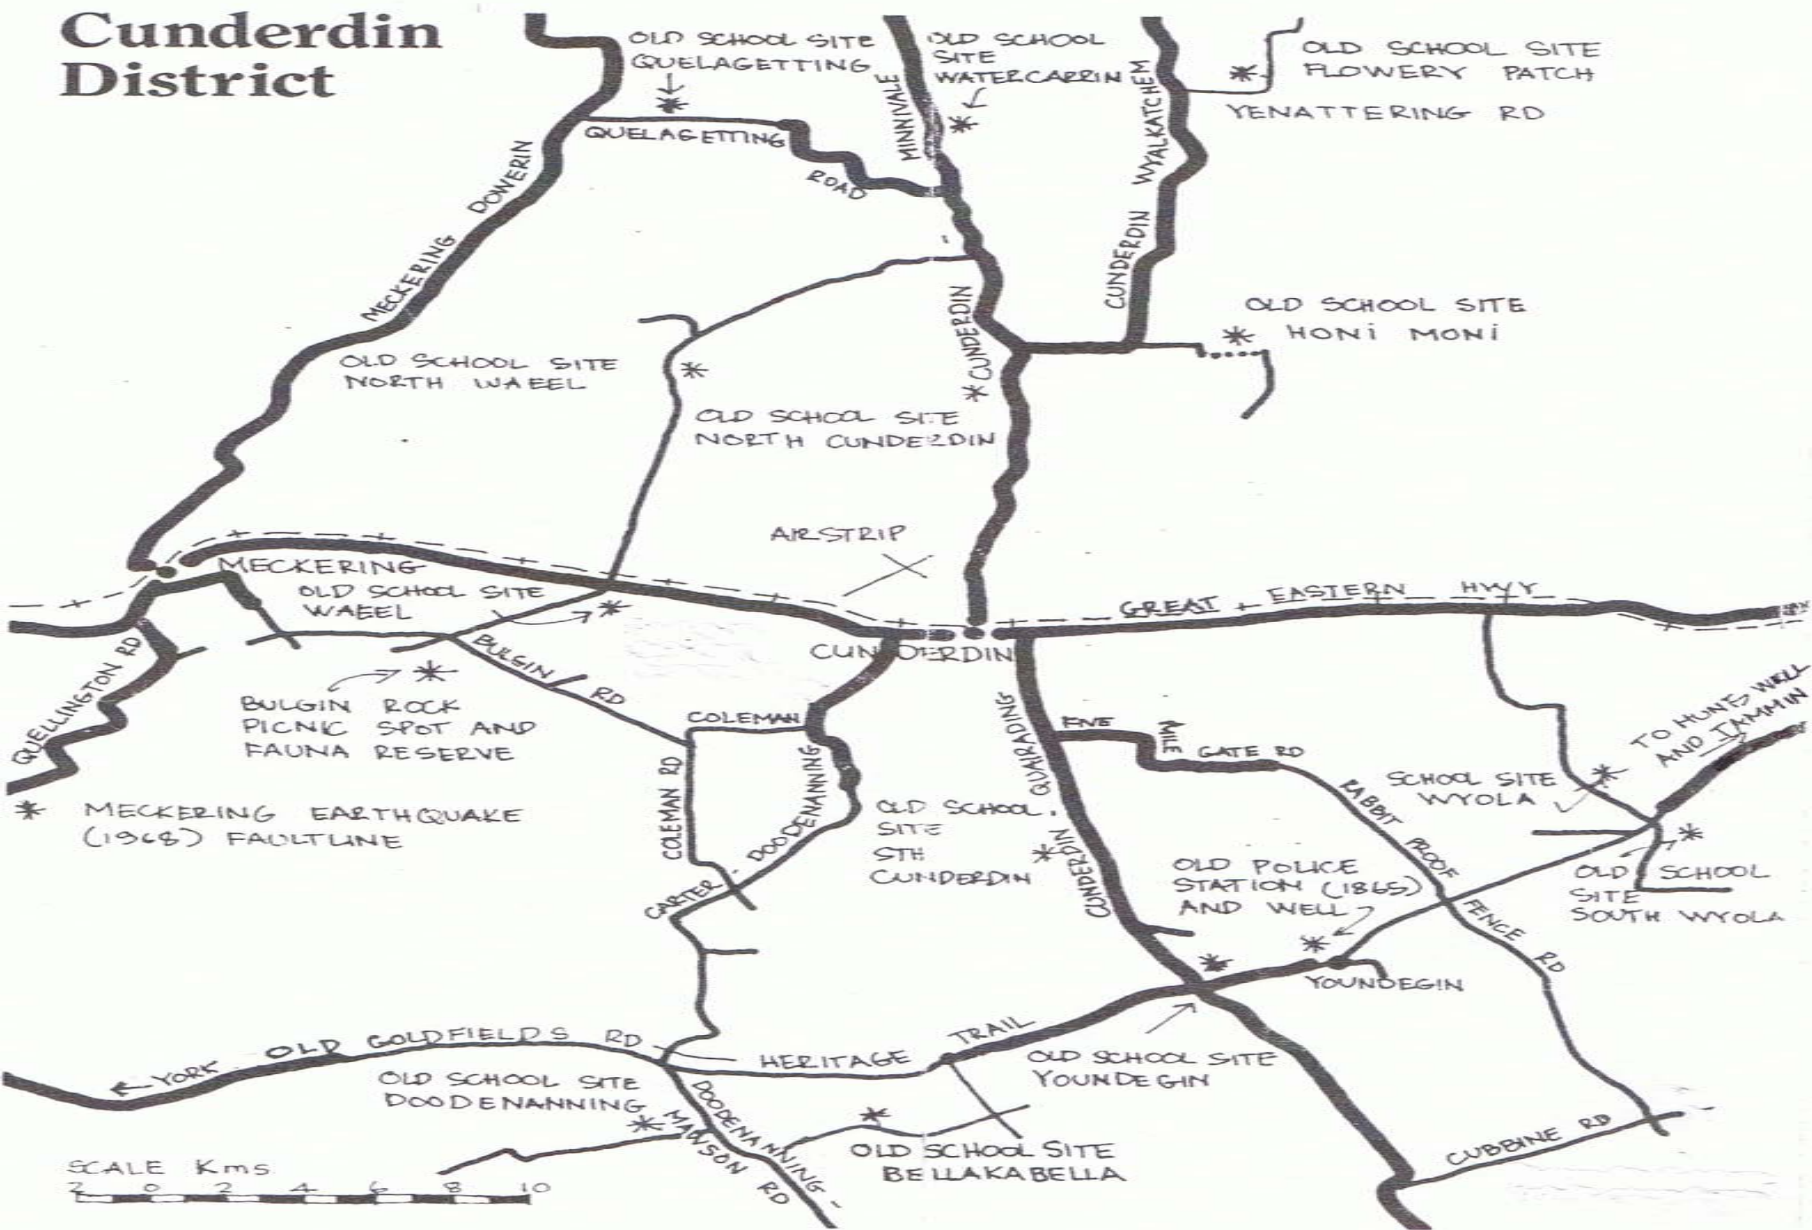 Cunderdin
District
OLD SCHOOL SITE
QUELAGETTING
OLD SCHOOL
SITE
WATERCARRIN
OLD SCHOOL SITE
FLOWERY PATCH
YENATTERING RD
MINNIVALE
CUNDERDIN WYALKATCHEM
QUELAGETTING
ROAD
MECKERING DOWERIN
CUNDERDIN
OLD SCHOOL SITE
HONI MONI
OLD SCHOOL SITE
NORTH WAEEL
OLD SCHOOL SITE
NORTH CUNDERDIN
AIRSTRIP
MECKERING
OLD SCHOOL SITE
WAEEL
GREAT EASTERN HWY
CUNDERDIN
QUELLINGTON RD
BULGIN RD
BULGIN ROCK
PICNIC SPOT AND
FAUNA RESERVE
COLEMAN
COLEMAN RD
DOODENANNING
CARTER
CUNDERDIN QUAIRADING
FIVE MILE GATE RD
RABBIT PROOF FENCE RD
TO HUNTS WELL
AND TAMMIN
SCHOOL SITE
WYOLA
MECKERING EARTHQUAKE
(1968) FAULTLINE
OLD SCHOOL
SITE
STH
CUNDERDIN
OLD POLICE
STATION (1865)
AND WELL
OLD SCHOOL
SITE
SOUTH WYOLA
YOUNDEGIN
YORK
OLD GOLDFIELDS RD
HERITAGE TRAIL
OLD SCHOOL SITE
YOUNDEGIN
OLD SCHOOL SITE
DOODENANNING
DOODENANNING -
MAWSON RD
OLD SCHOOL SITE
BELLAKABELLA
CUBBINE RD
SCALE Kms
2 0 2 4 6 8 10